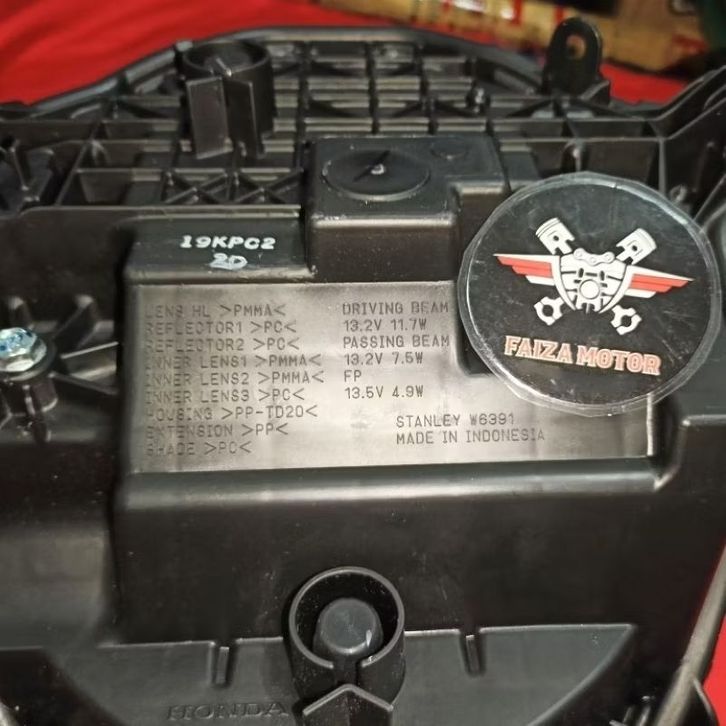 19KPC2
2D
LENS HL >PMMA<
REFLECTOR1 >PC<
REFLECTOR2 >PC<
INNER LENS1 >PMMA<
INNER LENS2 >PMMA<
INNER LENS3 >PC<
HOUSING >PP-TD20<
EXTENSION >PP<
SHADE >PC<
DRIVING BEAM
13.2V 11.7W
PASSING BEAM
13.2V 7.5W
FP
13.5V 4.9W
STANLEY W6391
MADE IN INDONESIA
FAIZA MOTOR
HONDA